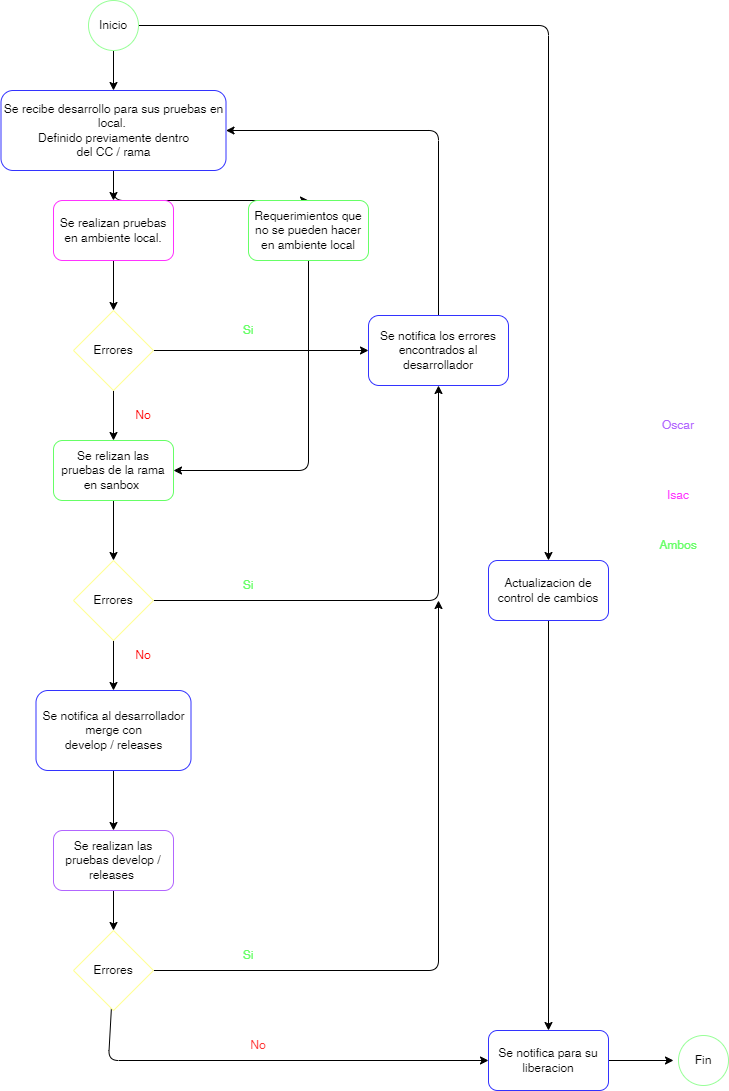 Inicio
Se recibe desarrollo para sus pruebas en
local.
Definido previamente dentro
del CC / rama
Se realizan pruebas
en ambiente local.
Requerimientos que
no se pueden hacer
en ambiente local
Errores
Si
Se notifica los errores
encontrados al
desarrollador
No
Oscar
Se relizan las
pruebas de la rama
en sanbox
Isac
Ambos
Errores
Si
Actualizacion de
control de cambios
No
Se notifica al desarrollador
merge con
develop / releases
Se realizan las
pruebas develop /
releases
Errores
Si
No
Se notifica para su
liberacion
Fin